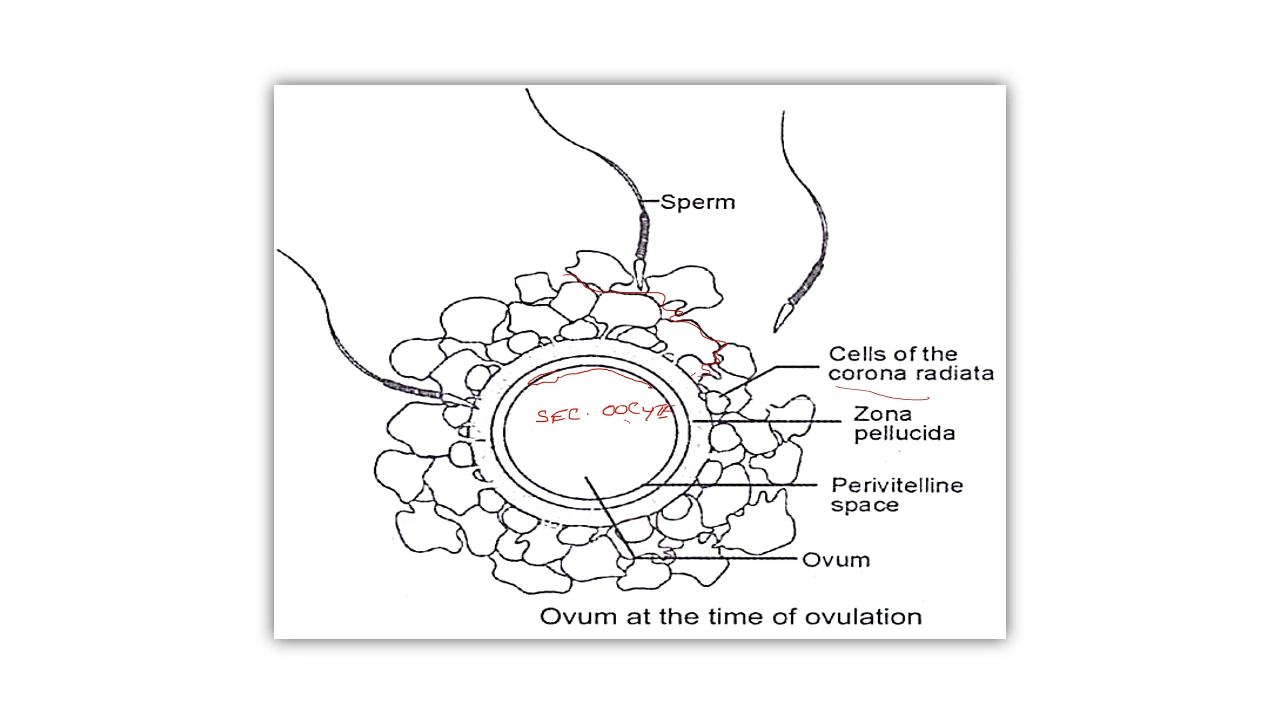 Sperm
Cells of the
corona radiata
SEC. OOCYTE
Zona
pellucida
Perivitelline
space
Ovum
Ovum at the time of ovulation